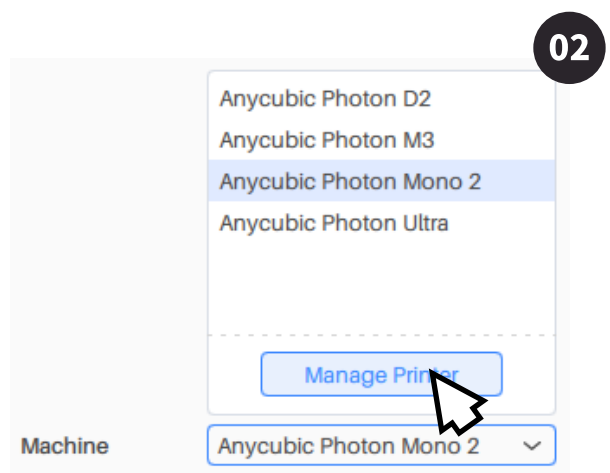 02
Anycubic Photon D2
Anycubic Photon M3
Anycubic Photon Mono 2
Anycubic Photon Ultra
Manage Printer
Machine Anycubic Photon Mono 2